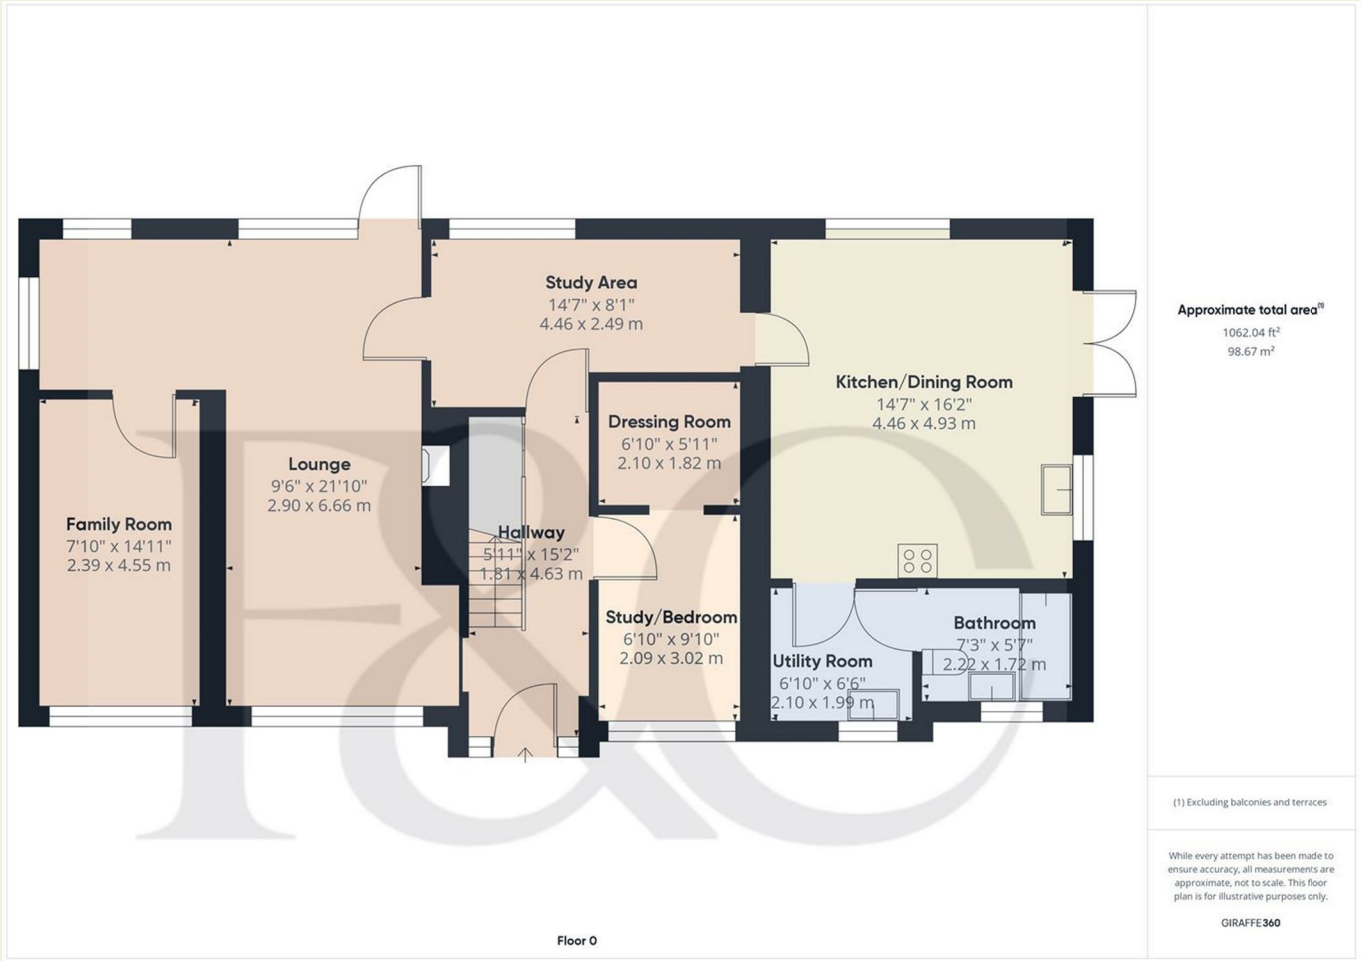 Study Area
14'7" x 8'1"
4.46 x 2.49 m
Kitchen/Dining Room
14'7" x 16'2"
4.46 x 4.93 m
Dressing Room
6'10" x 5'11"
2.10 x 1.82 m
Lounge
9'6" x 21'10"
2.90 x 6.66 m
Family Room
7'10" x 14'11"
2.39 x 4.55 m
Hallway
5'11" x 15'2"
1.81 x 4.63 m
Study/Bedroom
6'10" x 9'10"
2.09 x 3.02 m
Utility Room
6'10" x 6'6"
2.10 x 1.99 m
Bathroom
7'3" x 5'7"
2.22 x 1.72 m
F&C
Floor 0
Approximate total area(1)
1062.04 ft²
98.67 m²
(1) Excluding balconies and terraces
While every attempt has been made to
ensure accuracy, all measurements are
approximate, not to scale. This floor
plan is for illustrative purposes only.
GIRAFFE360